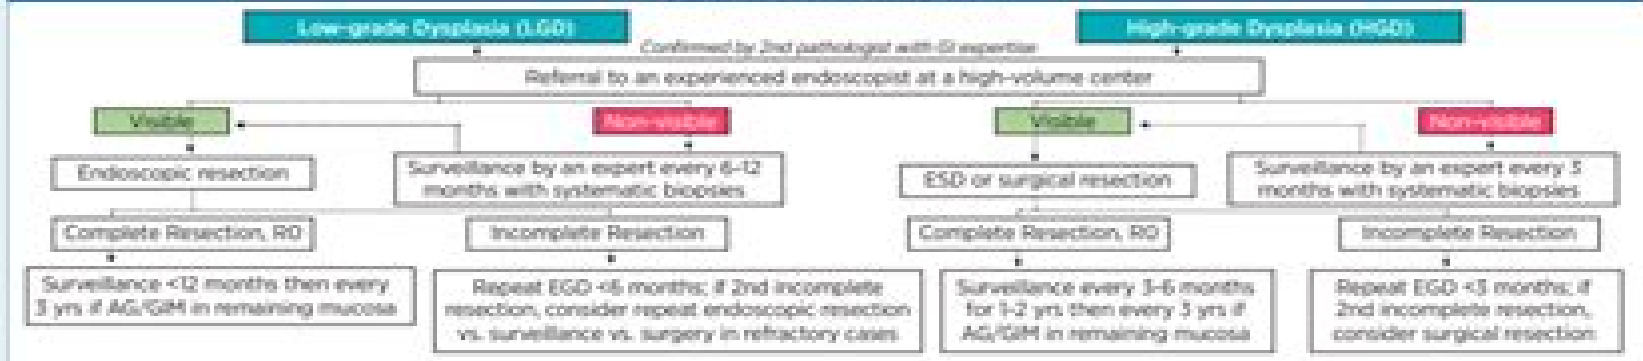 Low-grade Dysplasia (LGD)
High-grade Dysplasia (HGD)
Confirmed by 2nd pathologist with GI expertise
Referral to an experienced endoscopist at a high-volume center
Visible
Non-visible
Visible
Non-visible
Endoscopic resection
Surveillance by an expert every 6-12
months with systematic biopsies
ESD or surgical resection
Surveillance by an expert every 3
months with systematic biopsies
Complete Resection, R0
Incomplete Resection
Complete Resection, R0
Incomplete Resection
Surveillance <12 months then every
3 yrs if AG/GIM in remaining mucosa
Repeat EGD <6 months; if 2nd incomplete
resection, consider repeat endoscopic resection
vs. surveillance vs. surgery in refractory cases
Surveillance every 3-6 months
for 1-2 yrs then every 3 yrs if
AG/GIM in remaining mucosa
Repeat EGD <3 months; if
2nd incomplete resection,
consider surgical resection